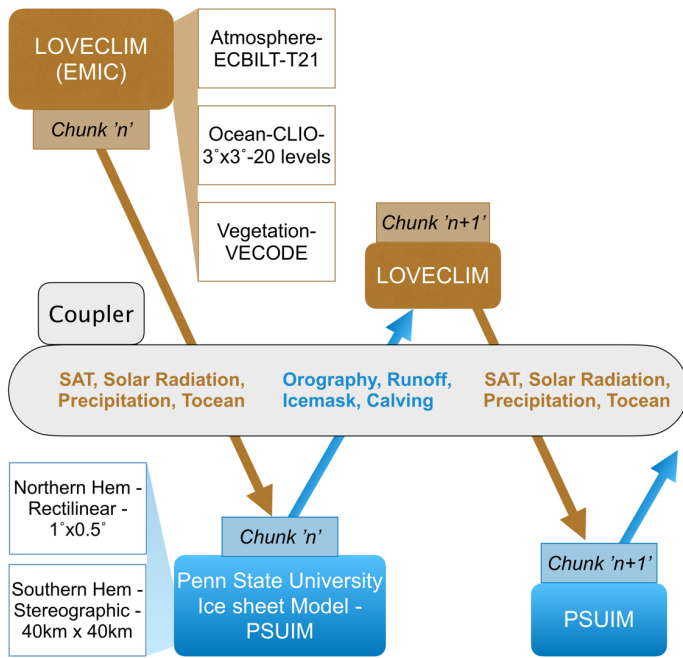 LOVECLIM
(EMIC)
Chunk 'n'
Atmosphere-
ECBILT-T21
Ocean-CLIO-
3˚x3˚-20 levels
Vegetation-
VECODE
Chunk 'n+1'
LOVECLIM
Coupler
SAT, Solar Radiation,
Precipitation, Tocean
Orography, Runoff,
Icemask, Calving
SAT, Solar Radiation,
Precipitation, Tocean
Northern Hem -
Rectilinear -
1˚x0.5˚
Southern Hem -
Stereographic -
40km x 40km
Chunk 'n'
Penn State University
Ice sheet Model -
PSUIM
Chunk 'n+1'
PSUIM